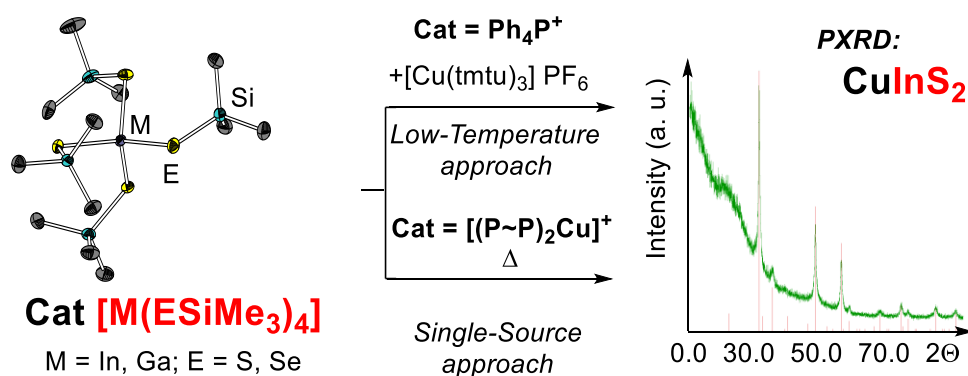 M
E
Si
Cat [M(ESiMe₃)₄]
M = In, Ga; E = S, Se
Cat = Ph₄P⁺
+[Cu(tmtu)₃] PF₆
Low-Temperature
approach
Cat = [(P~P)₂Cu]⁺
Δ
Single-Source
approach
PXRD:
CuInS₂
Intensity (a. u.)
0.0 30.0 50.0 70.0 2Θ